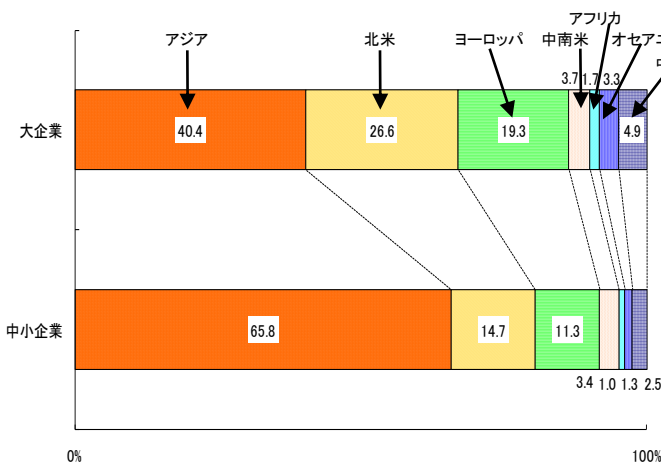 アフリカ
アジア 北米 ヨーロッパ 中南米 オセアニ
中
3.7 1.7 3.3
大企業 40.4 26.6 19.3 4.9
中小企業 65.8 14.7 11.3
3.4 1.0 1.3 2.5
0% 100%